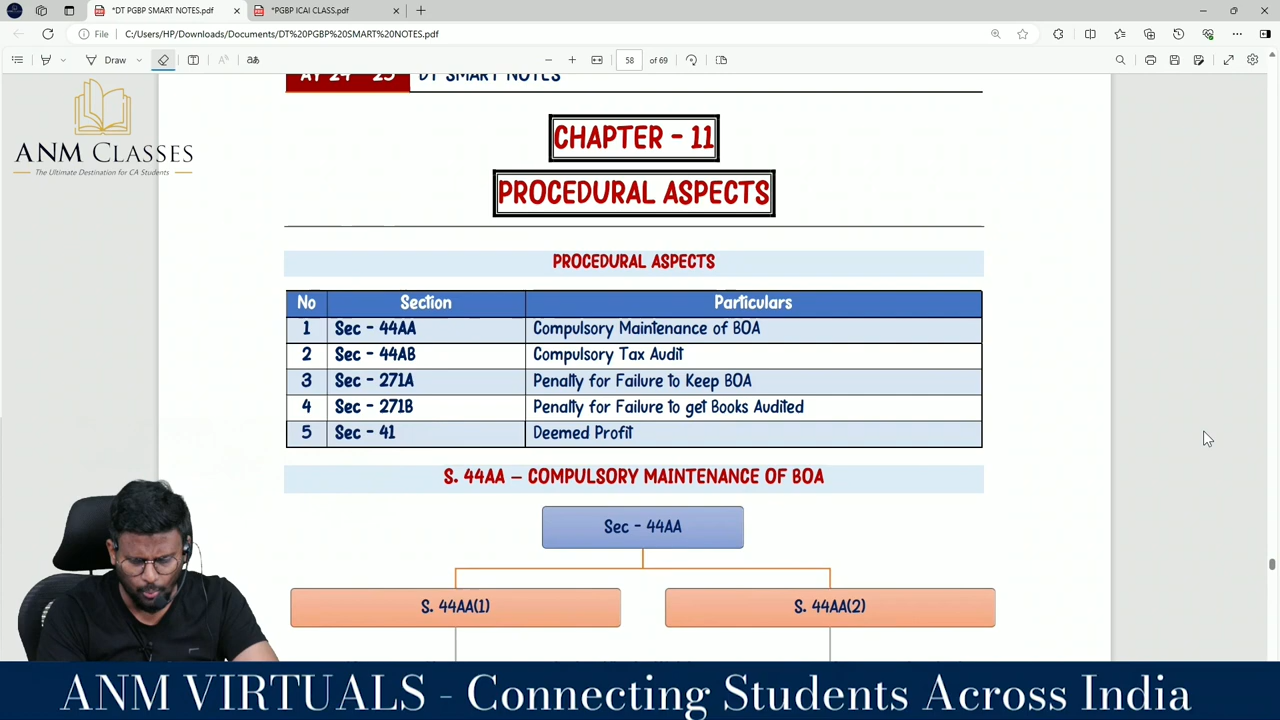 *DT PGBP SMART NOTES.pdf
*PGBP ICAI CLASS.pdf
File
C:/Users/HP/Downloads/Documents/DT%20PGBP%20SMART%20NOTES.pdf
Draw
58 of 69
AY 24 - 25 DT SMART NOTES
ANM CLASSES
The Ultimate Destination for CA Students
CHAPTER - 11
PROCEDURAL ASPECTS
PROCEDURAL ASPECTS
No Section Particulars
1 Sec - 44AA Compulsory Maintenance of BOA
2 Sec - 44AB Compulsory Tax Audit
3 Sec - 271A Penalty for Failure to Keep BOA
4 Sec - 271B Penalty for Failure to get Books Audited
5 Sec - 41 Deemed Profit
S. 44AA – COMPULSORY MAINTENANCE OF BOA
Sec - 44AA
S. 44AA(1) S. 44AA(2)
ANM VIRTUALS - Connecting Students Across India